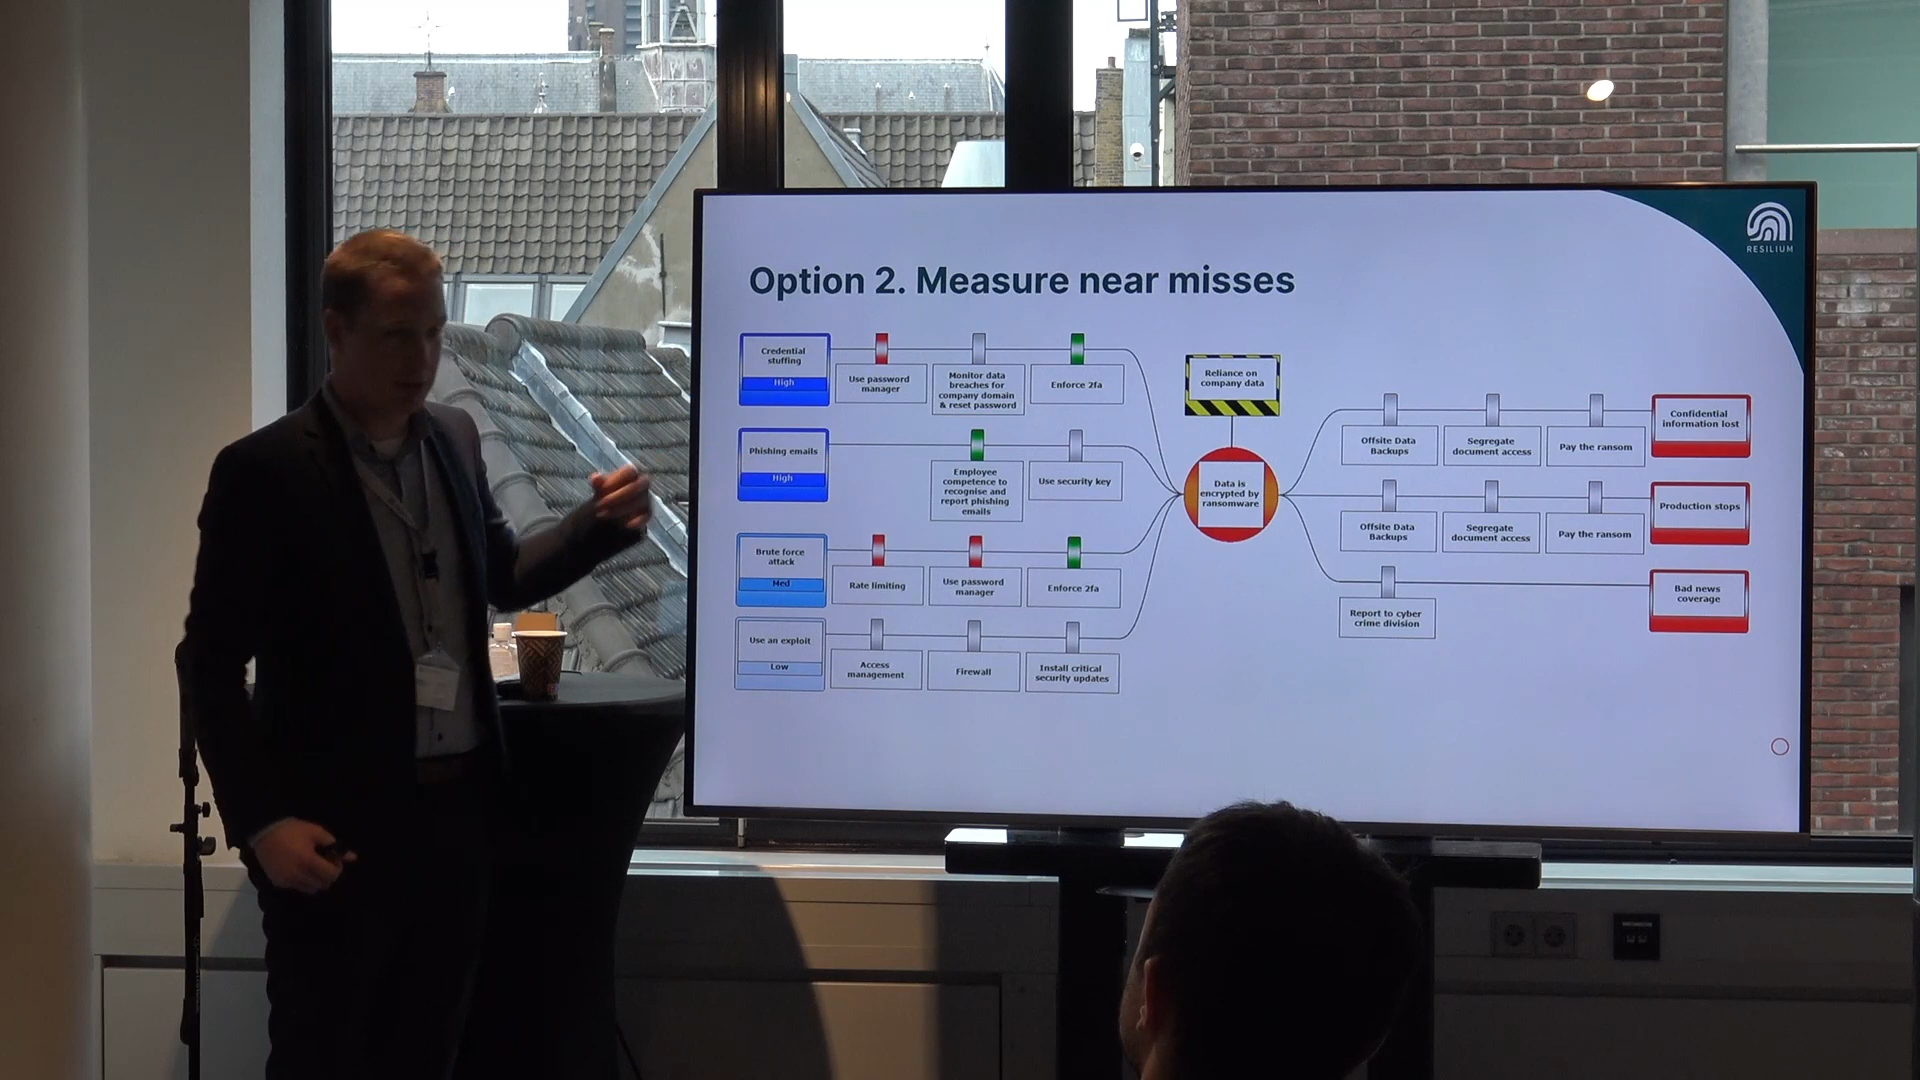 RESILIUM
Option 2. Measure near misses
Credential
stuffing
High
Use password
manager
Monitor data
breaches for
company domain
& reset password
Enforce 2fa
Phishing emails
High
Employee
competence to
recognise and
report phishing
emails
Use security key
Brute force
attack
Med
Rate limiting
Use password
manager
Enforce 2fa
Use an exploit
Low
Access
management
Firewall
Install critical
security updates
Reliance on
company data
Data is
encrypted by
ransomware
Offsite Data
Backups
Segregate
document access
Pay the ransom
Confidential
information lost
Offsite Data
Backups
Segregate
document access
Pay the ransom
Production stops
Report to cyber
crime division
Bad news
coverage